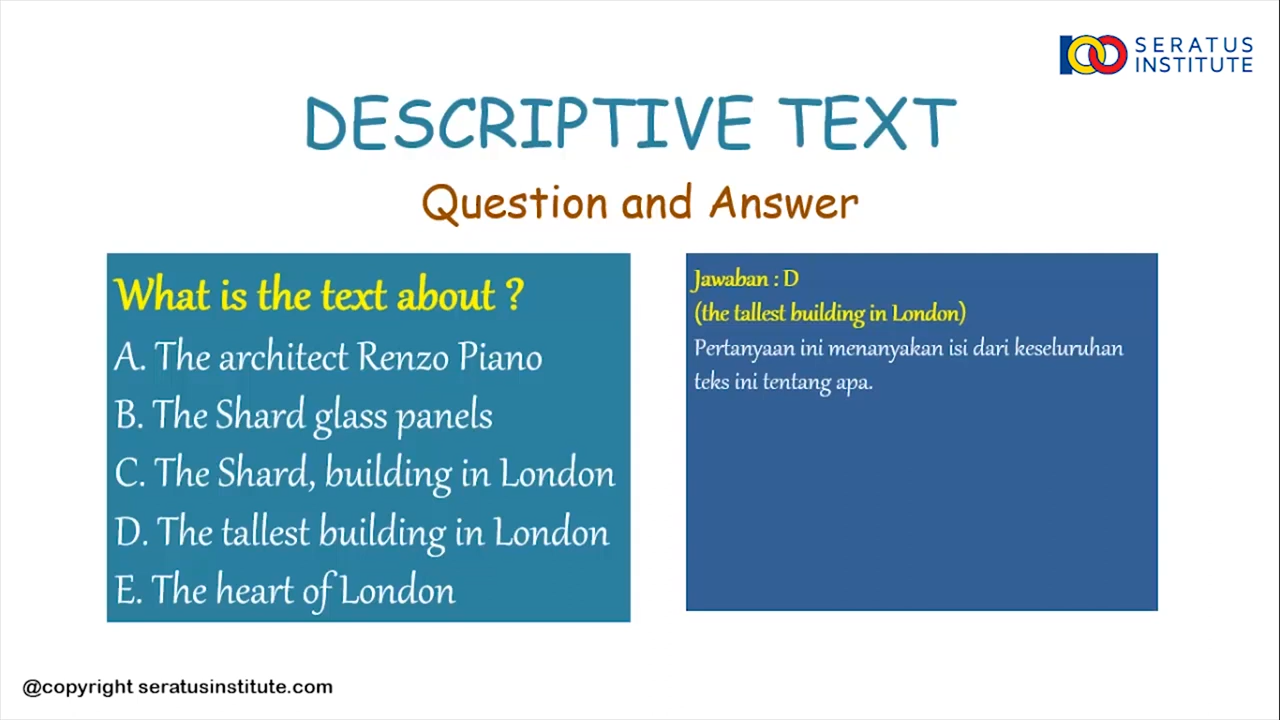 100 SERATUS
INSTITUTE
DESCRIPTIVE TEXT
Question and Answer
What is the text about ?
A. The architect Renzo Piano
B. The Shard glass panels
C. The Shard, building in London
D. The tallest building in London
E. The heart of London
Jawaban : D
(the tallest building in London)
Pertanyaan ini menanyakan isi dari keseluruhan
teks ini tentang apa.
@copyright seratusinstitute.com